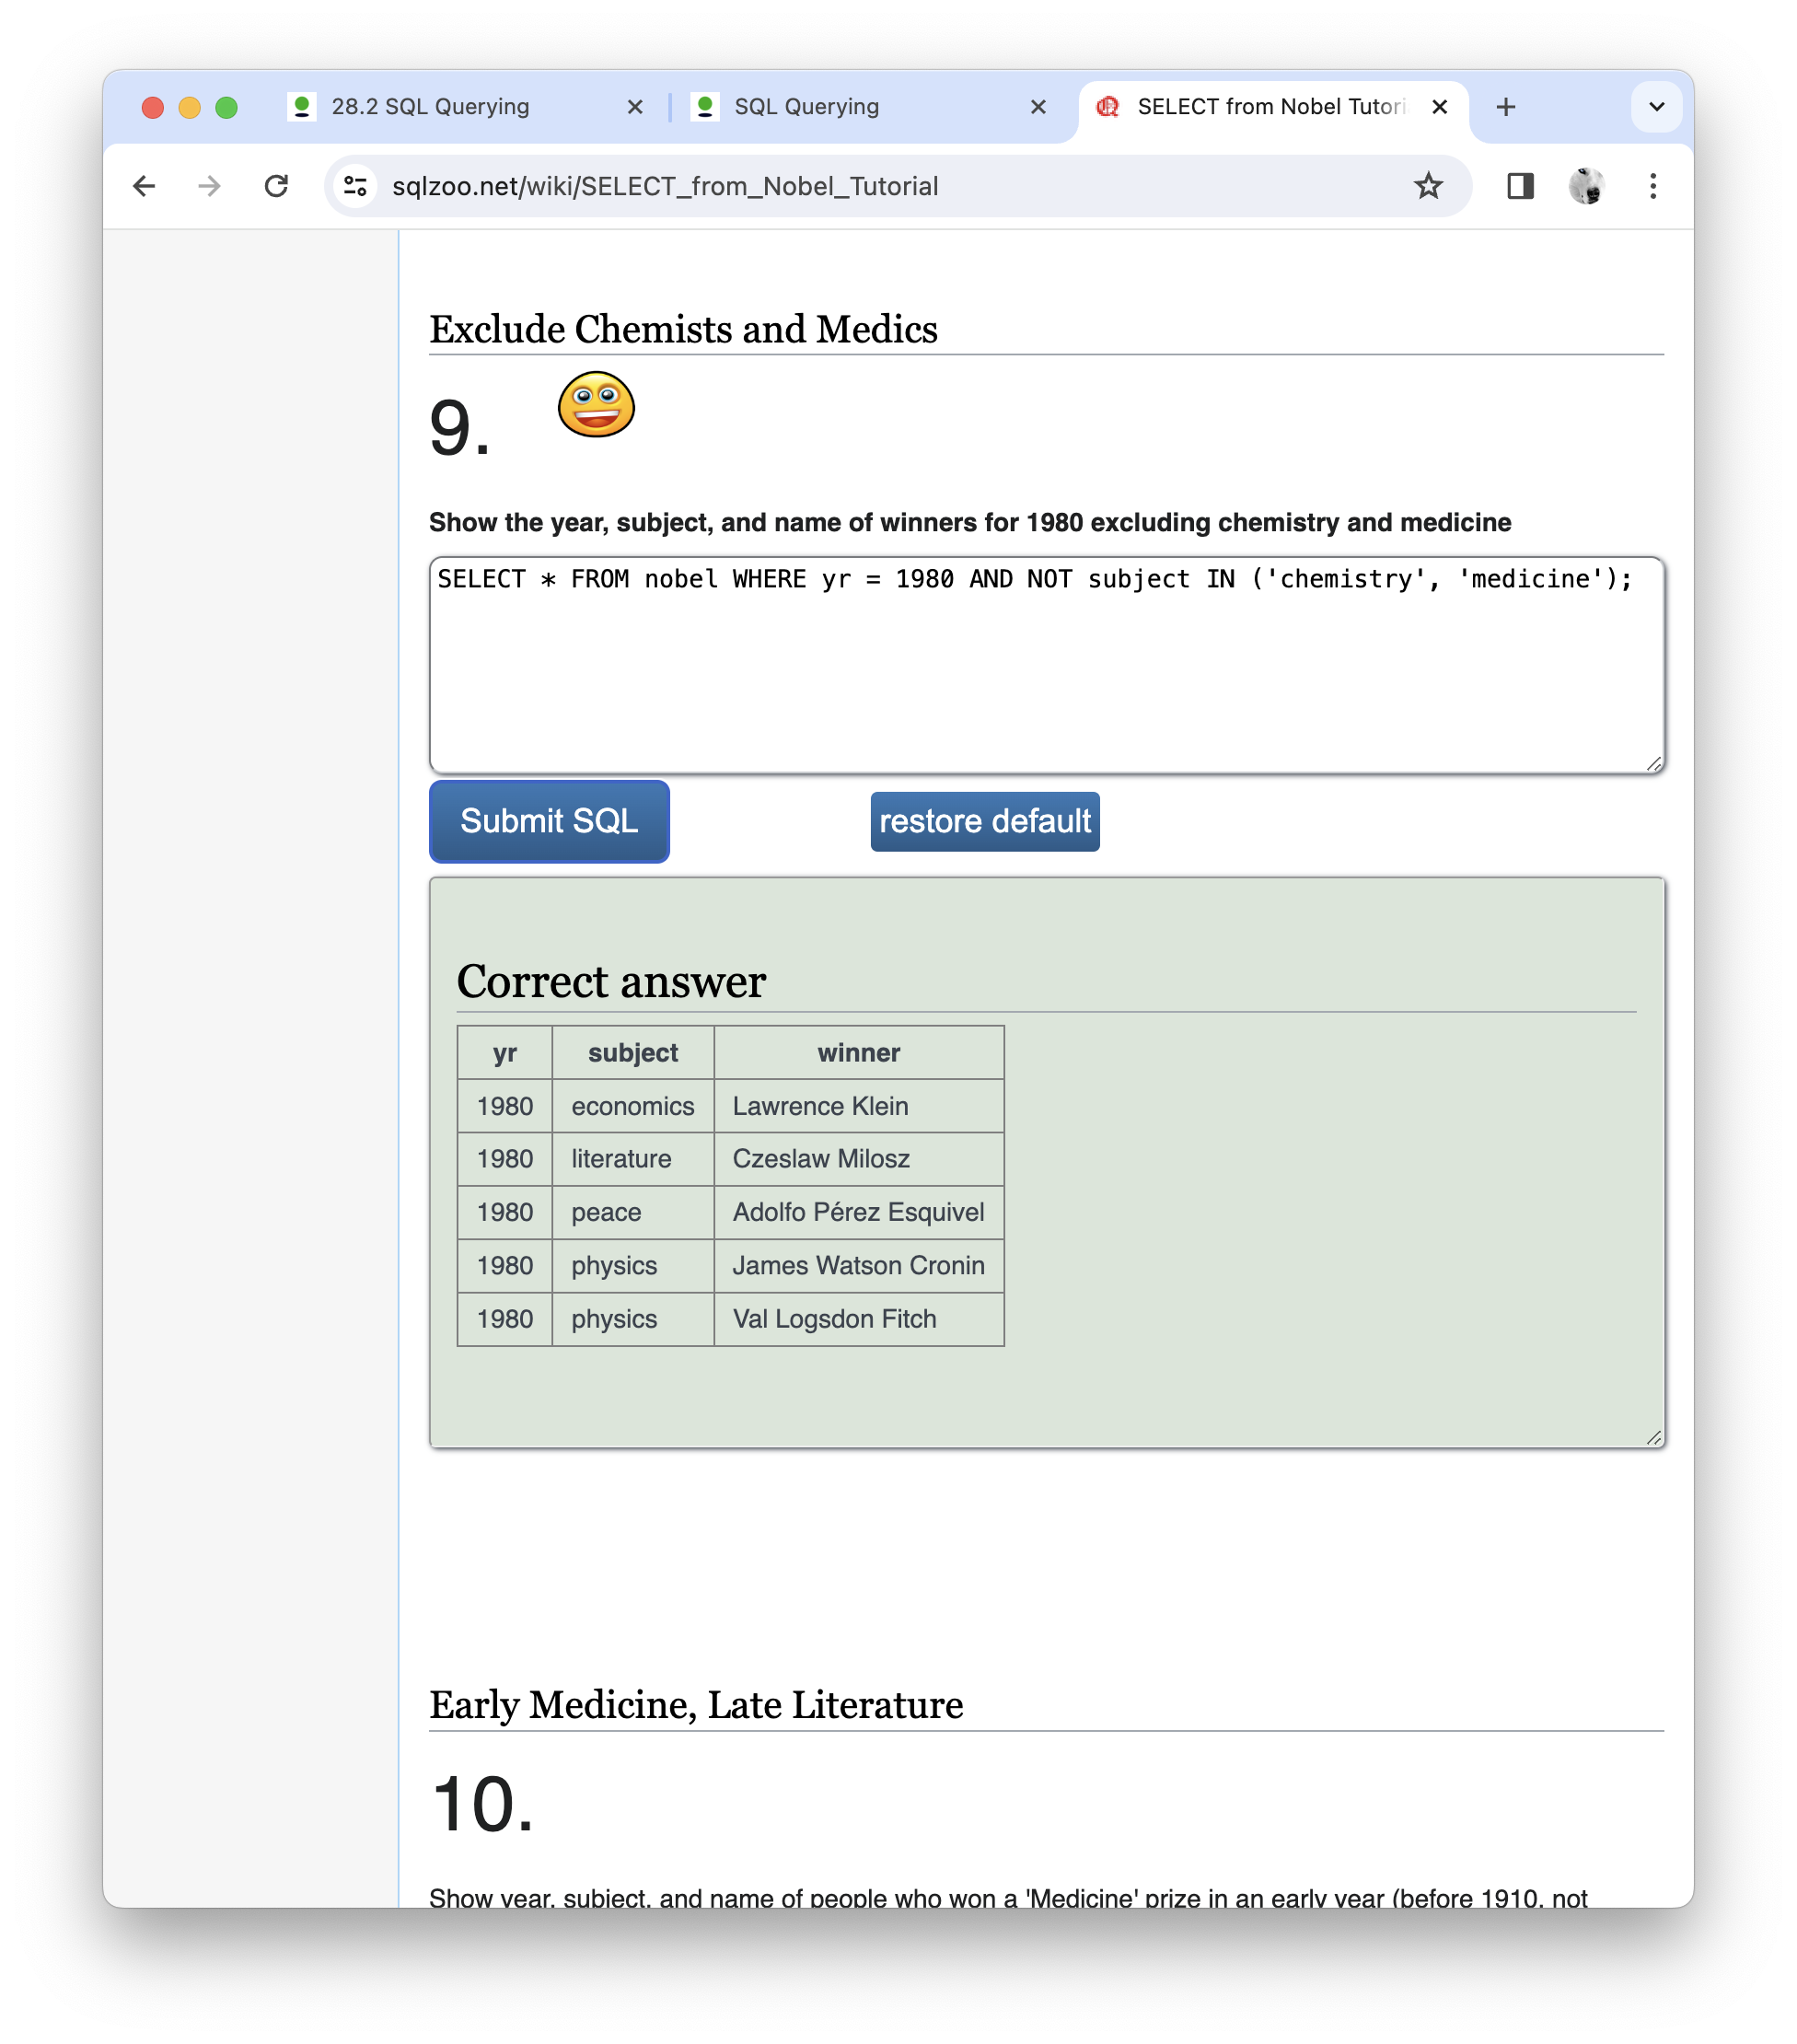 28.2 SQL Querying
SQL Querying
SELECT from Nobel Tutori
sqlzoo.net/wiki/SELECT_from_Nobel_Tutorial
Exclude Chemists and Medics
9.
Show the year, subject, and name of winners for 1980 excluding chemistry and medicine
SELECT * FROM nobel WHERE yr = 1980 AND NOT subject IN ('chemistry', 'medicine');
Submit SQL restore default
Correct answer
yr subject winner
1980 economics Lawrence Klein
1980 literature Czeslaw Milosz
1980 peace Adolfo Pérez Esquivel
1980 physics James Watson Cronin
1980 physics Val Logsdon Fitch
Early Medicine, Late Literature
10.
Show year, subject, and name of people who won a 'Medicine' prize in an early year (before 1910, not